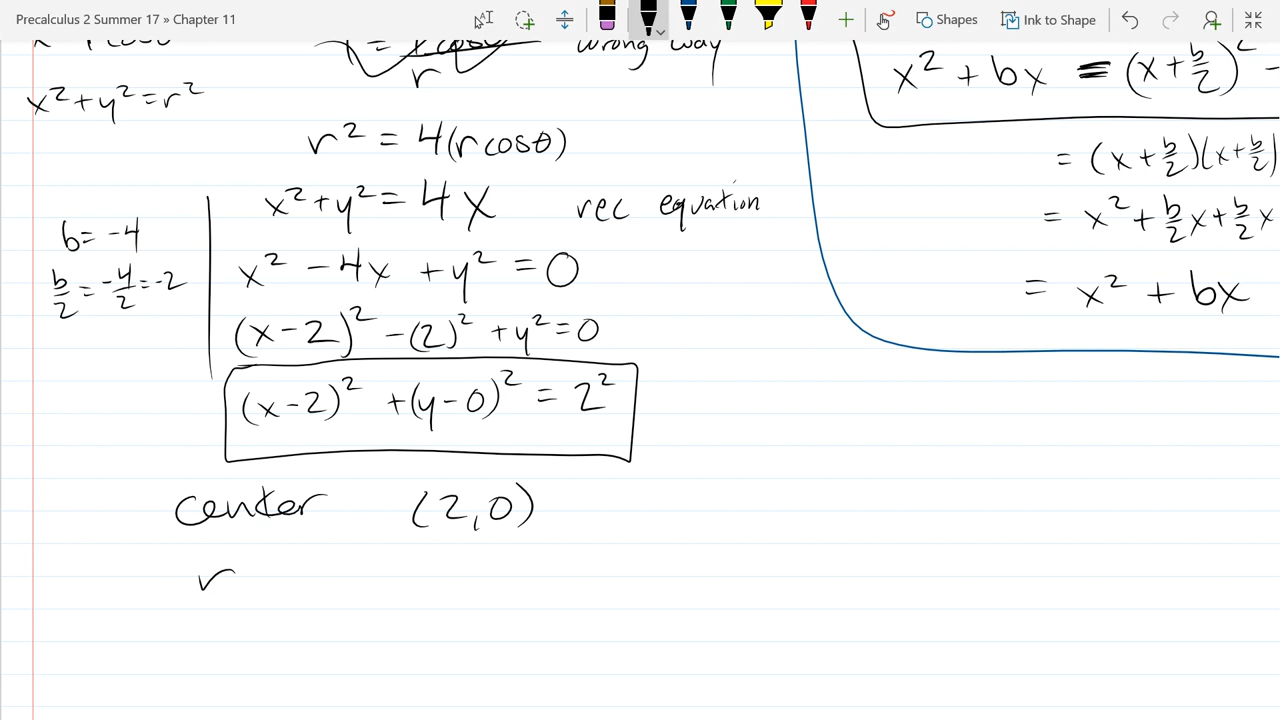 Precalculus 2 Summer 17 » Chapter 11
Shapes
Ink to Shape
wrong way
r
x² + y² = r²
r² = 4(r cosθ)
x² + y² = 4x rec equation
b = -4
b/2 = -4/2 = -2
x² - 4x + y² = 0
(x-2)² - (2)² + y² = 0
(x-2)² + (y-0)² = 2²
center (2,0)
r
x² + bx = (x + b/2)² -
= (x + b/2)(x + b/2)
= x² + b/2 x + b/2 x
= x² + bx